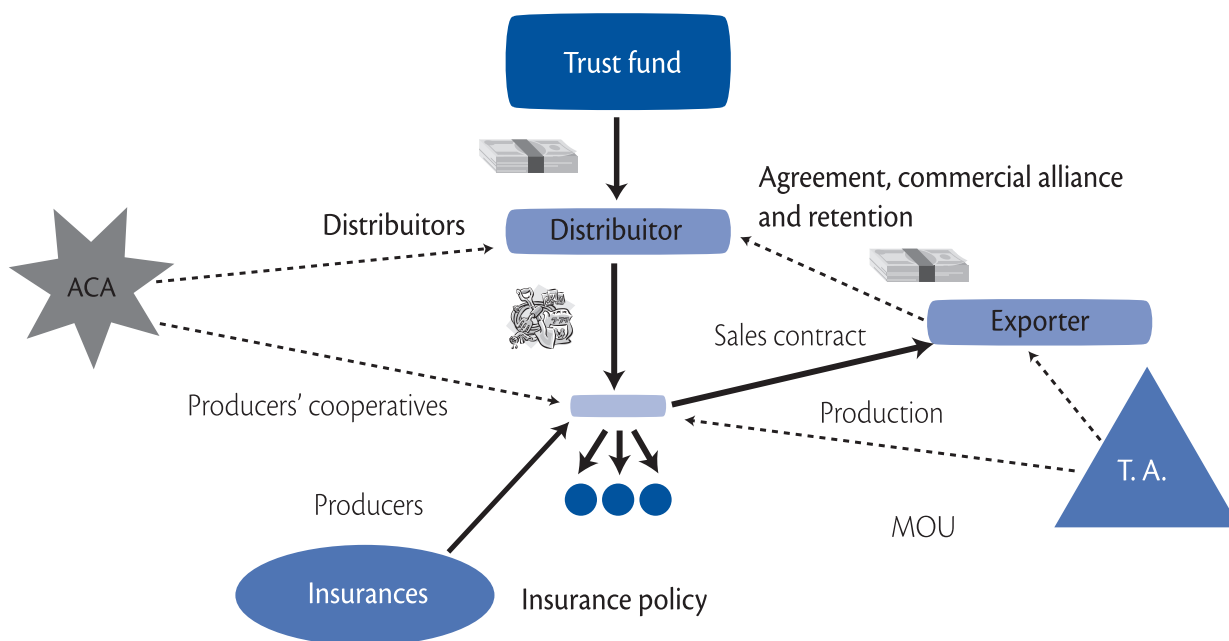 Trust fund
Agreement, commercial alliance
and retention
Distribuitors
Distribuitor
ACA
Exporter
Sales contract
Producers' cooperatives
Production
T. A.
Producers
MOU
Insurances
Insurance policy